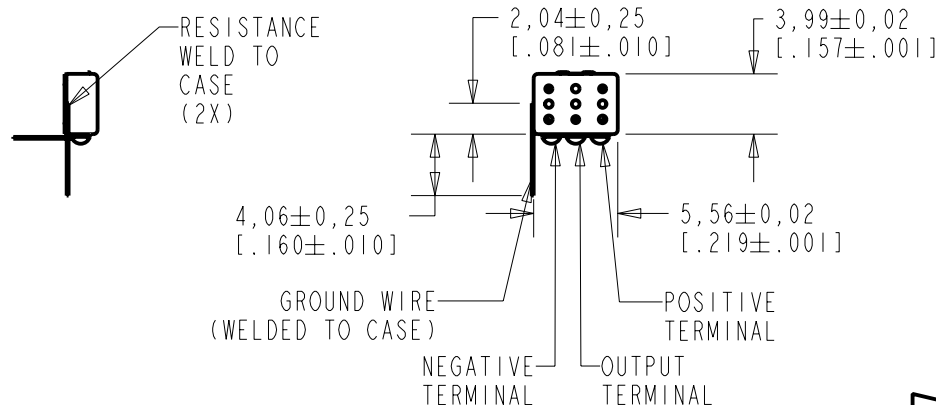 RESISTANCE
WELD TO
CASE
(2X)
2,04±0,25
[.081±.010]
3,99±0,02
[.157±.001]
4,06±0,25
[.160±.010]
5,56±0,02
[.219±.001]
GROUND WIRE
(WELDED TO CASE)
POSITIVE
TERMINAL
NEGATIVE
TERMINAL
OUTPUT
TERMINAL